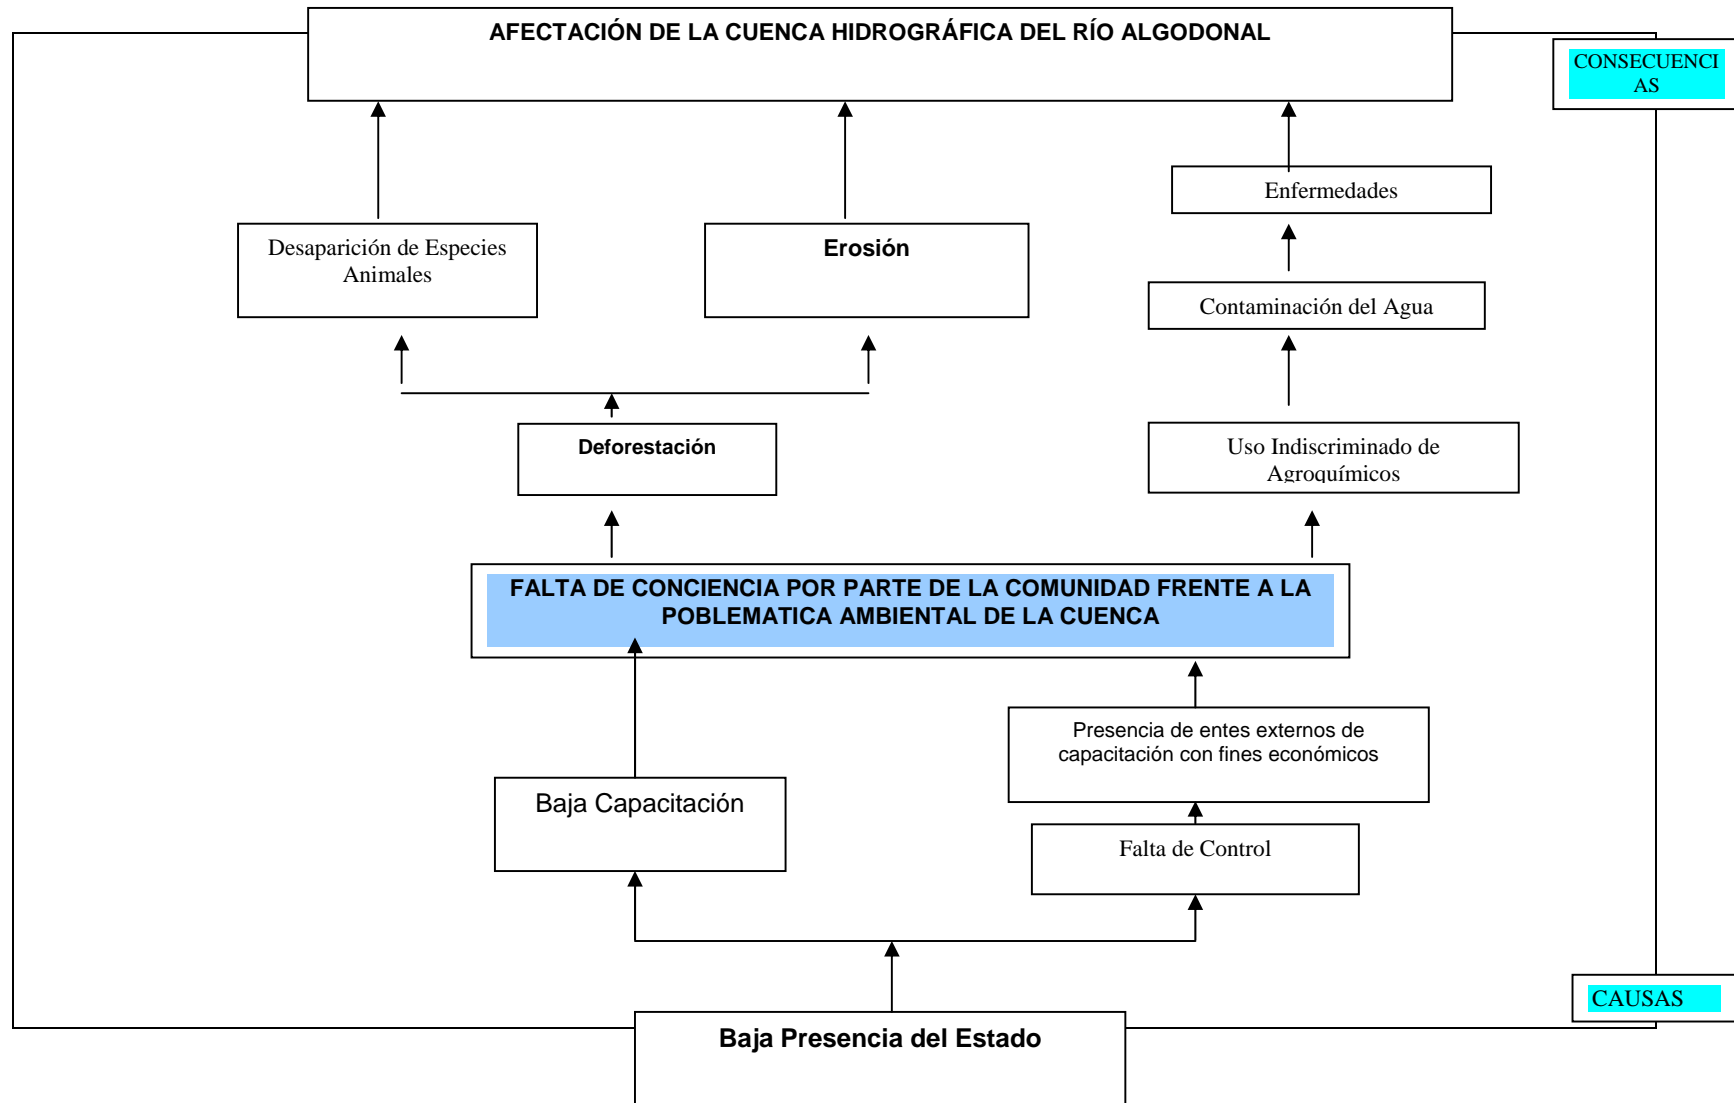 AFECTACIÓN DE LA CUENCA HIDROGRÁFICA DEL RÍO ALGODONAL
CONSECUENCI
AS
Enfermedades
Desaparición de Especies
Animales
Erosión
Contaminación del Agua
Deforestación
Uso Indiscriminado de
Agroquímicos
FALTA DE CONCIENCIA POR PARTE DE LA COMUNIDAD FRENTE A LA
POBLEMATICA AMBIENTAL DE LA CUENCA
Presencia de entes externos de
capacitación con fines económicos
Baja Capacitación
Falta de Control
CAUSAS
Baja Presencia del Estado